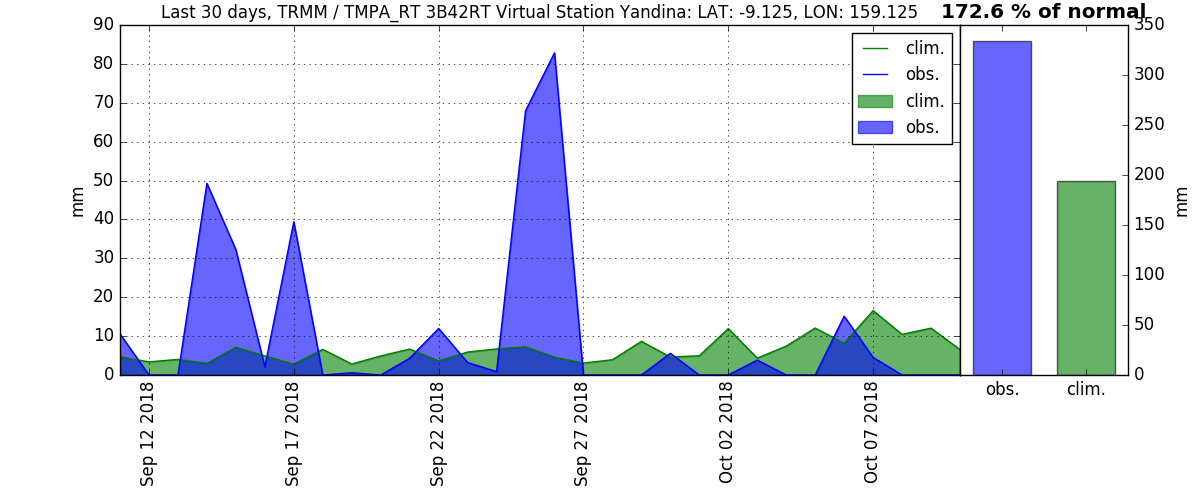 Last 30 days, TRMM / TMPA_RT 3B42RT Virtual Station Yandina: LAT: -9.125, LON: 159.125
172.6 % of normal
90
80
70
60
50
40
30
20
10
0
mm
clim.
obs.
clim.
obs.
Sep 12 2018
Sep 17 2018
Sep 22 2018
Sep 27 2018
Oct 02 2018
Oct 07 2018
350
300
250
200
150
100
50
0
mm
obs.
clim.